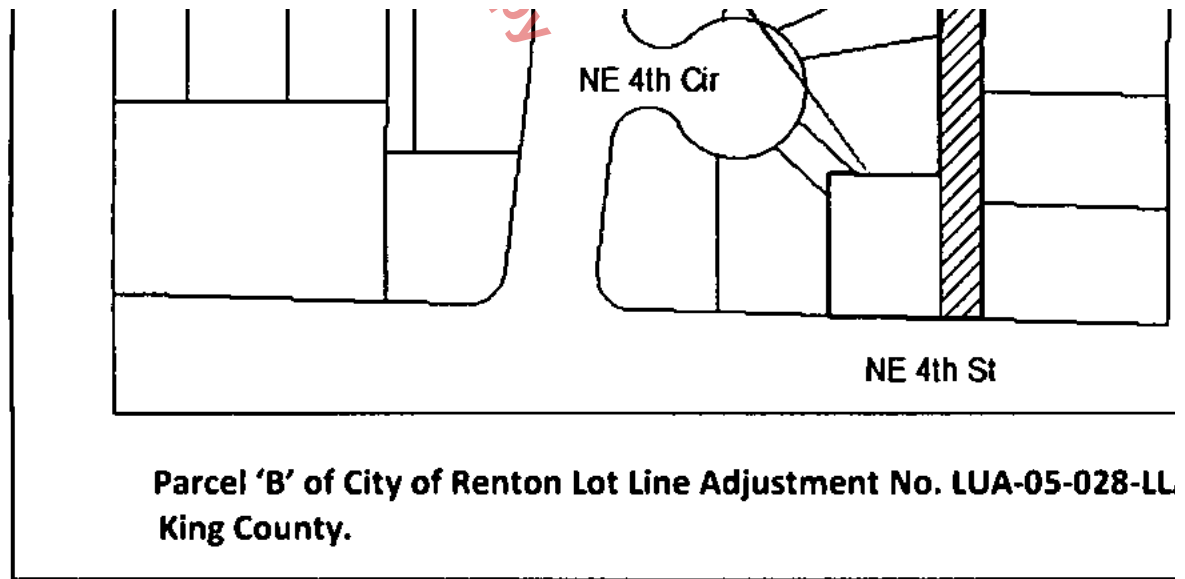 NE 4th Cir
NE 4th St
Parcel ‘B’ of City of Renton Lot Line Adjustment No. LUA-05-028-LL
King County.